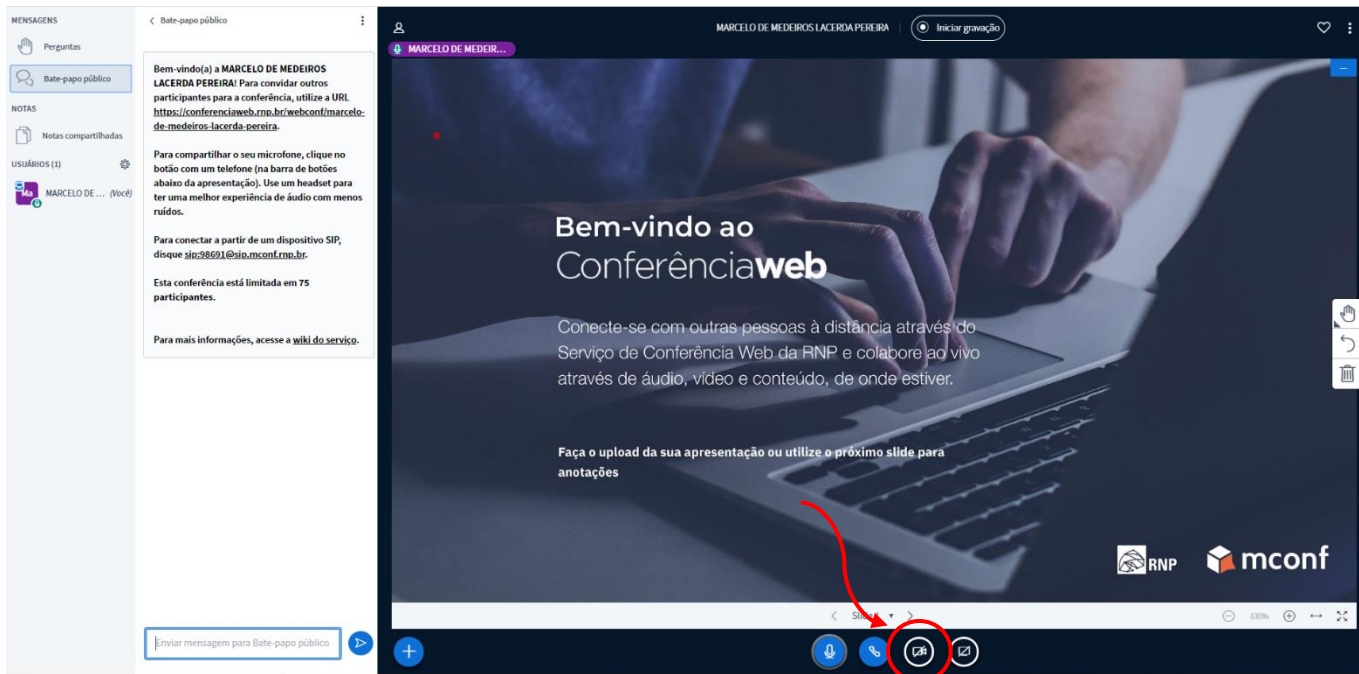 MENSAGENS
Perguntas
Bate-papo público
NOTAS
Notas compartilhadas
USUÁRIOS (1)
Ma
MARCELO DE ... (Você)
Bate-papo público
Bem-vindo(a) a MARCELO DE MEDEIROS
LACERDA PEREIRA! Para convidar outros
participantes para a conferência, utilize a URL
https://conferenciaweb.rnp.br/webconf/marcelo-
de-medeiros-lacerda-pereira.
Para compartilhar o seu microfone, clique no
botão com um telefone (na barra de botões
abaixo da apresentação). Use um headset para
ter uma melhor experiência de áudio com menos
ruídos.
Para conectar a partir de um dispositivo SIP,
disque sip:98691@sip.mconf.rnp.br.
Esta conferência está limitada em 75
participantes.
Para mais informações, acesse a wiki do serviço.
Enviar mensagem para Bate-papo público
MARCELO DE MEDEIROS LACERDA PEREIRA
Iniciar gravação
MARCELO DE MEDEIR...
Bem-vindo ao
Conferênciaweb
Conecte-se com outras pessoas à distância através do
Serviço de Conferência Web da RNP e colabore ao vivo
através de áudio, vídeo e conteúdo, de onde estiver.
Faça o upload da sua apresentação ou utilize o próximo slide para
anotações
RNP
mconf
100%